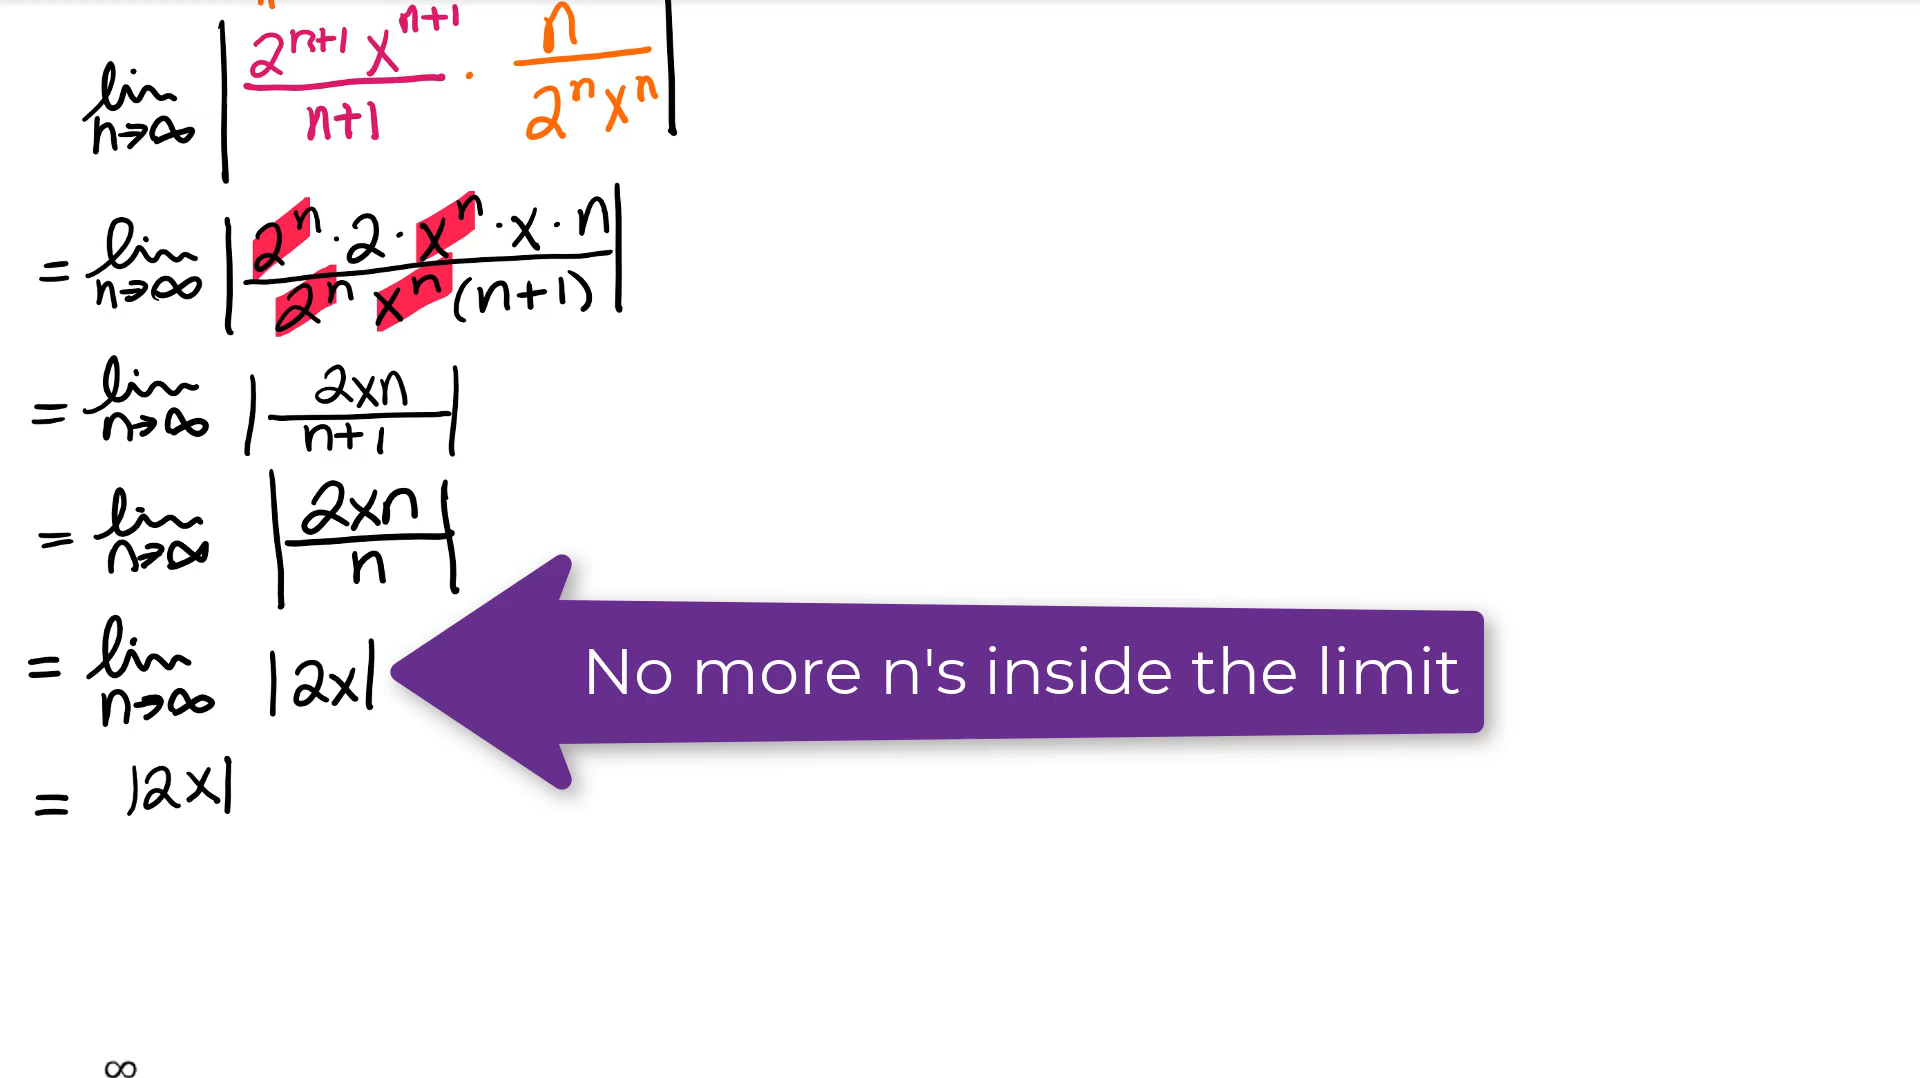 lim n→∞ | 2^{n+1} x^{n+1} / n+1 · n / 2^n x^n |
= lim n→∞ | 2^n · 2 · x^n · x · n / 2^n x^n (n+1) |
= lim n→∞ | 2xn / n+1 |
= lim n→∞ | 2xn / n |
= lim n→∞ |2x|
No more n's inside the limit
= |2x|
∞